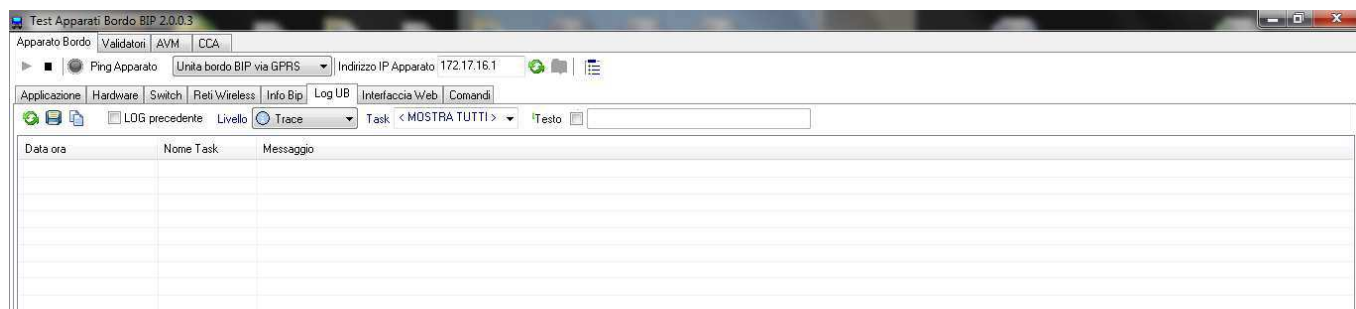 Test Apparati Bordo BIP 2.0.0.3
Apparato Bordo Validatori AVM CCA
Ping Apparato Unita bordo BIP via GPRS Indirizzo IP Apparato 172.17.16.1
Applicazione Hardware Switch Reti Wireless Info Bip Log UB Interfaccia Web Comandi
LOG precedente Livello Trace Task < MOSTRA TUTTI > Testo
Data ora Nome Task Messaggio